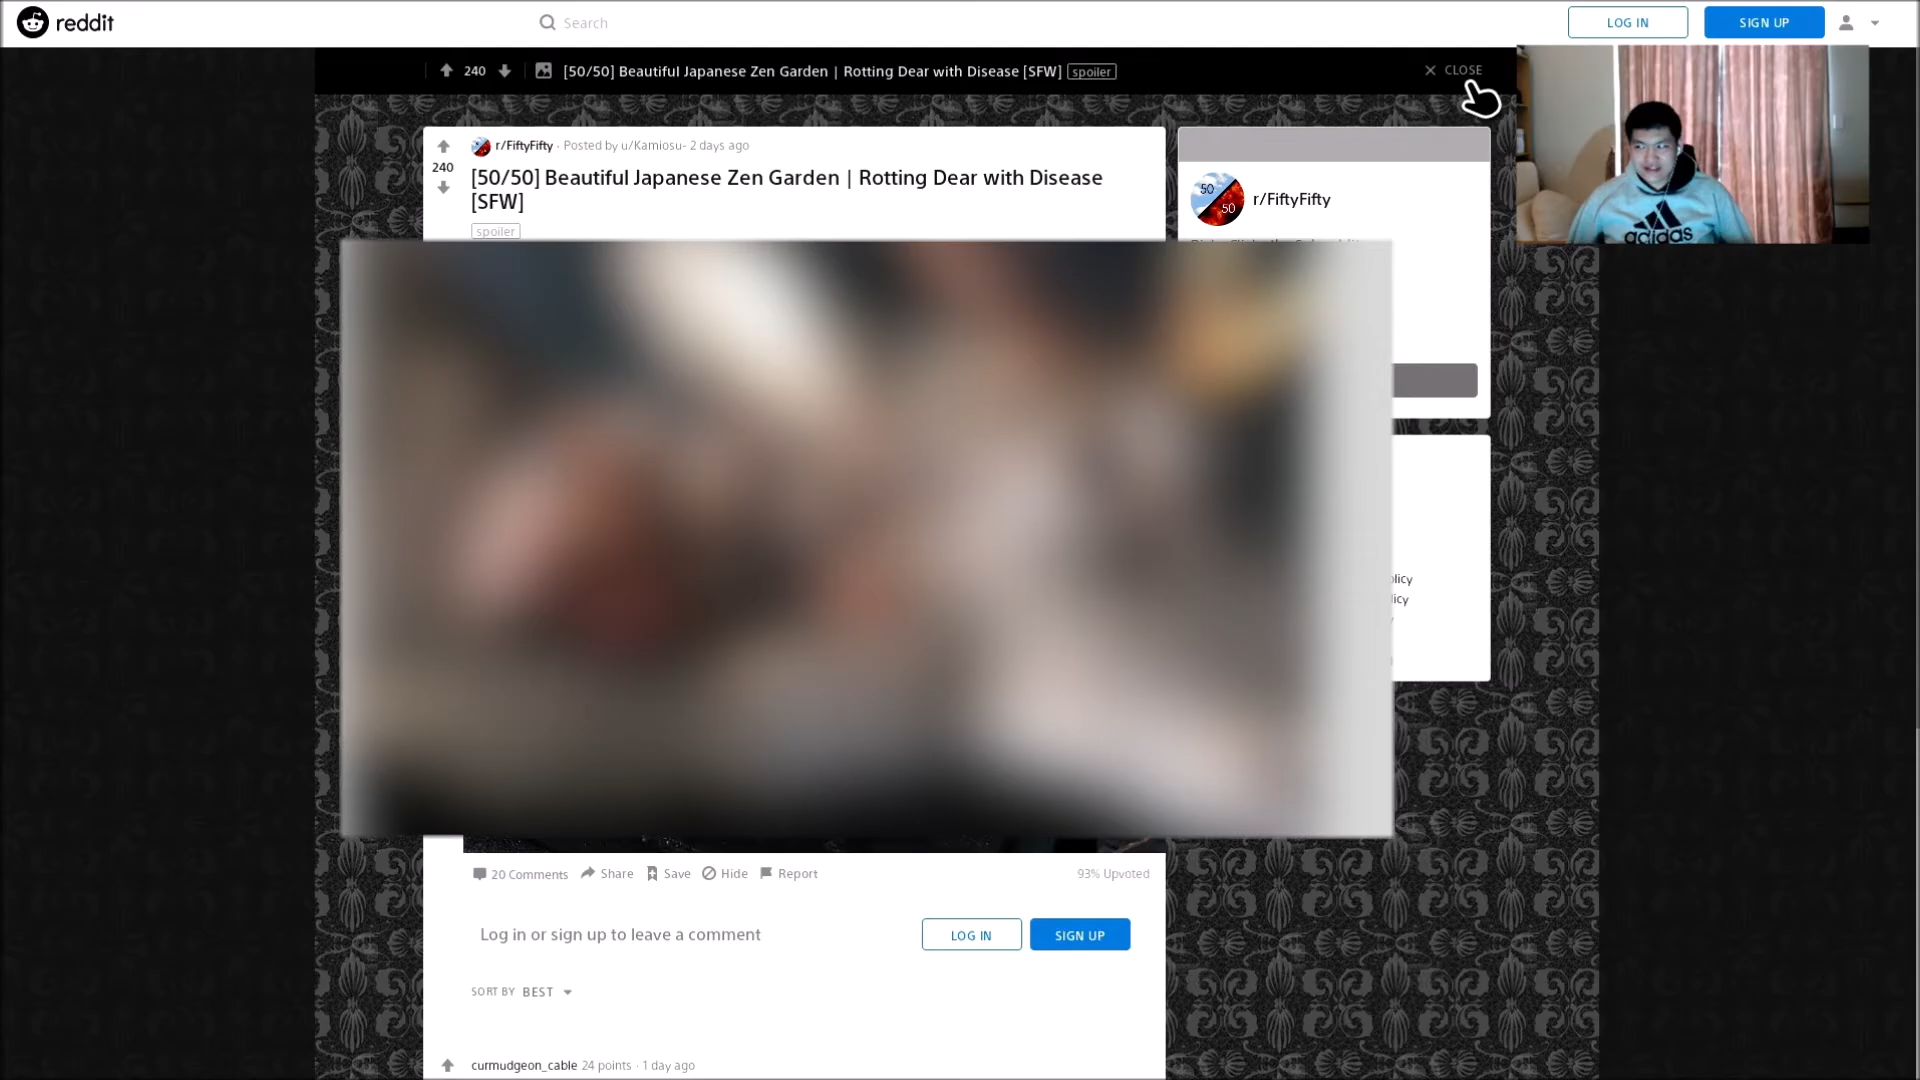 reddit
Search
LOG IN
SIGN UP
240
[50/50] Beautiful Japanese Zen Garden | Rotting Dear with Disease [SFW] spoiler
CLOSE
r/FiftyFifty · Posted by u/Kamiosu- 2 days ago
240
[50/50] Beautiful Japanese Zen Garden | Rotting Dear with Disease
[SFW]
spoiler
50
50
r/FiftyFifty
adidas
20 Comments
Share
Save
Hide
Report
93% Upvoted
Log in or sign up to leave a comment
LOG IN
SIGN UP
SORT BY BEST
curmudgeon_cable 24 points · 1 day ago